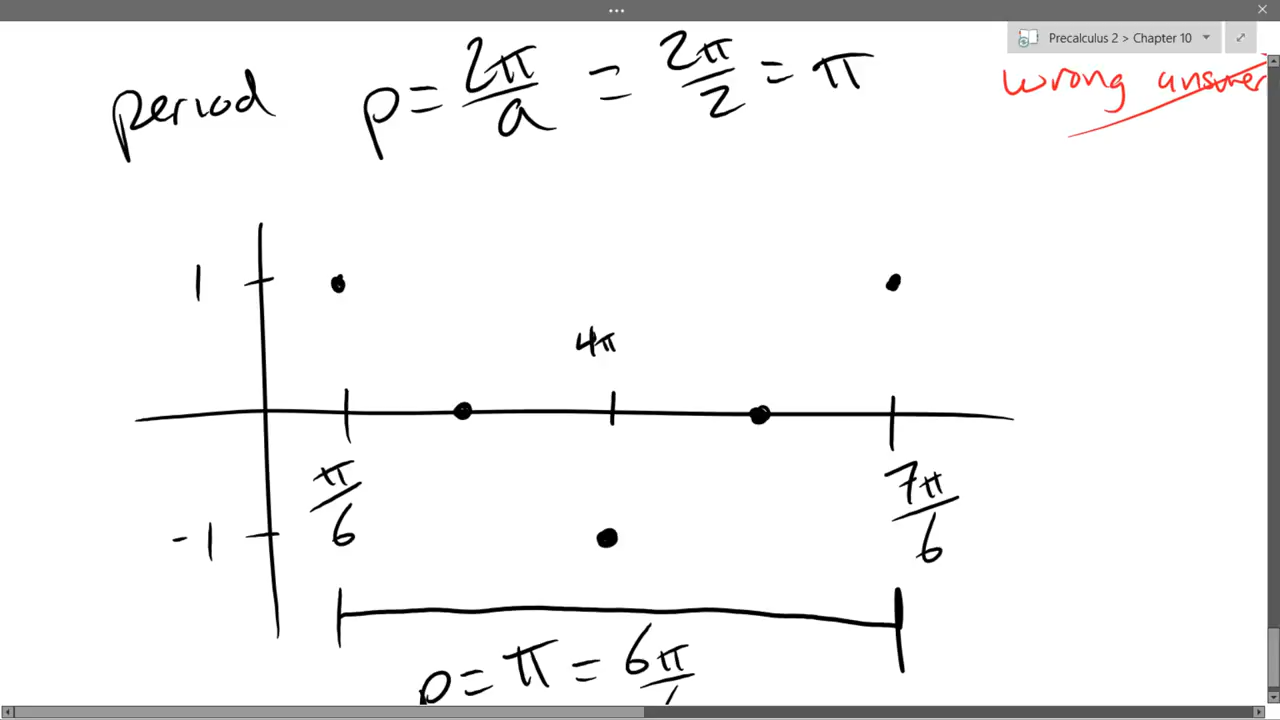 Precalculus 2 > Chapter 10
wrong answer
period p = 2π/a = 2π/2 = π
1
4π
π/6
7π/6
-1
p = π = 6π/